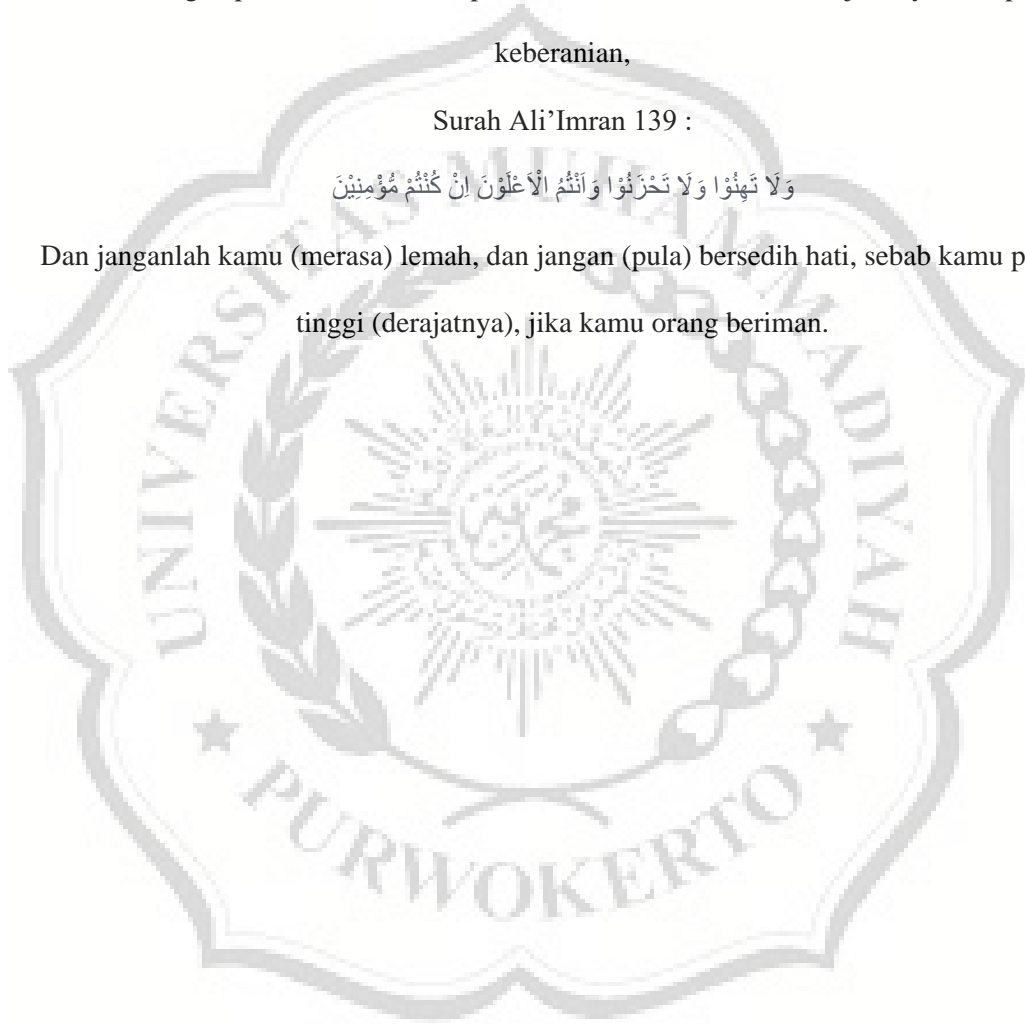 keberanian,
Surah Ali’Imran 139 :
وَلَا تَهِنُوْا وَلَا تَحْزَنُوْا وَاَنْتُمُ الْاَعْلَوْنَ اِنْ كُنْتُمْ مُّؤْمِنِيْنَ
Dan janganlah kamu (merasa) lemah, dan jangan (pula) bersedih hati, sebab kamu p
tinggi (derajatnya), jika kamu orang beriman.
UNIVERSITAS MUHAMMADIYAH
PURWOKERTO